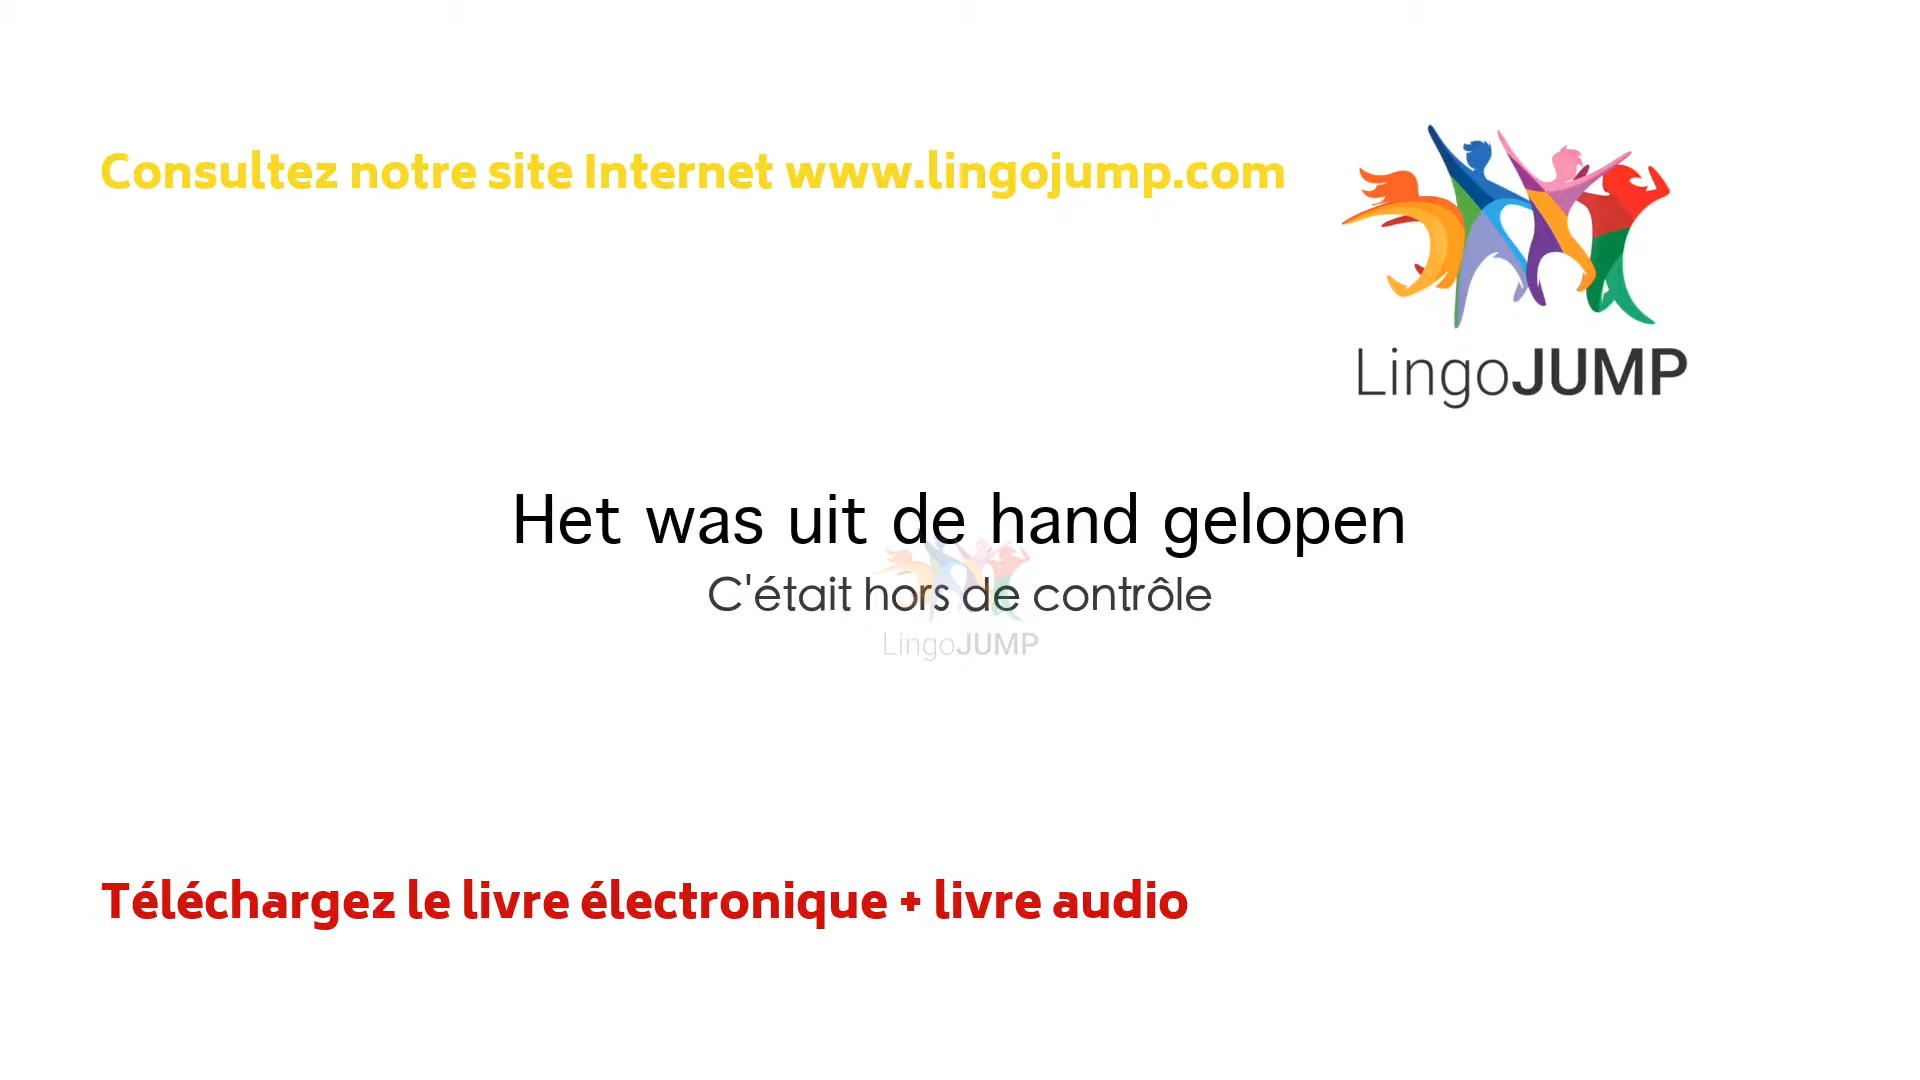 Consultez notre site Internet www.lingojump.com
LingoJUMP
Het was uit de hand gelopen
C'était hors de contrôle
LingoJUMP
Téléchargez le livre électronique + livre audio